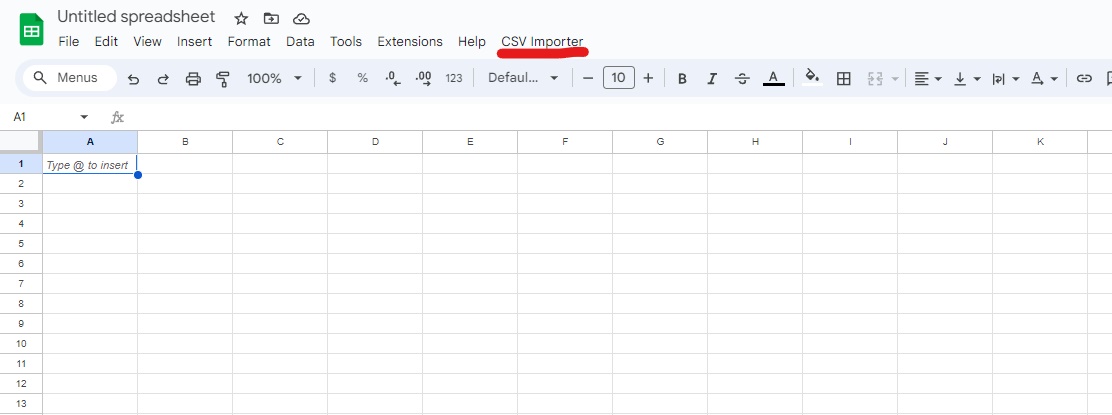 Untitled spreadsheet
File Edit View Insert Format Data Tools Extensions Help CSV Importer
Menus 100% $ % .0 .00 123 Defaul... 10 B I S A A
A1 fx
A B C D E F G H I J K
1 Type @ to insert
2
3
4
5
6
7
8
9
10
11
12
13